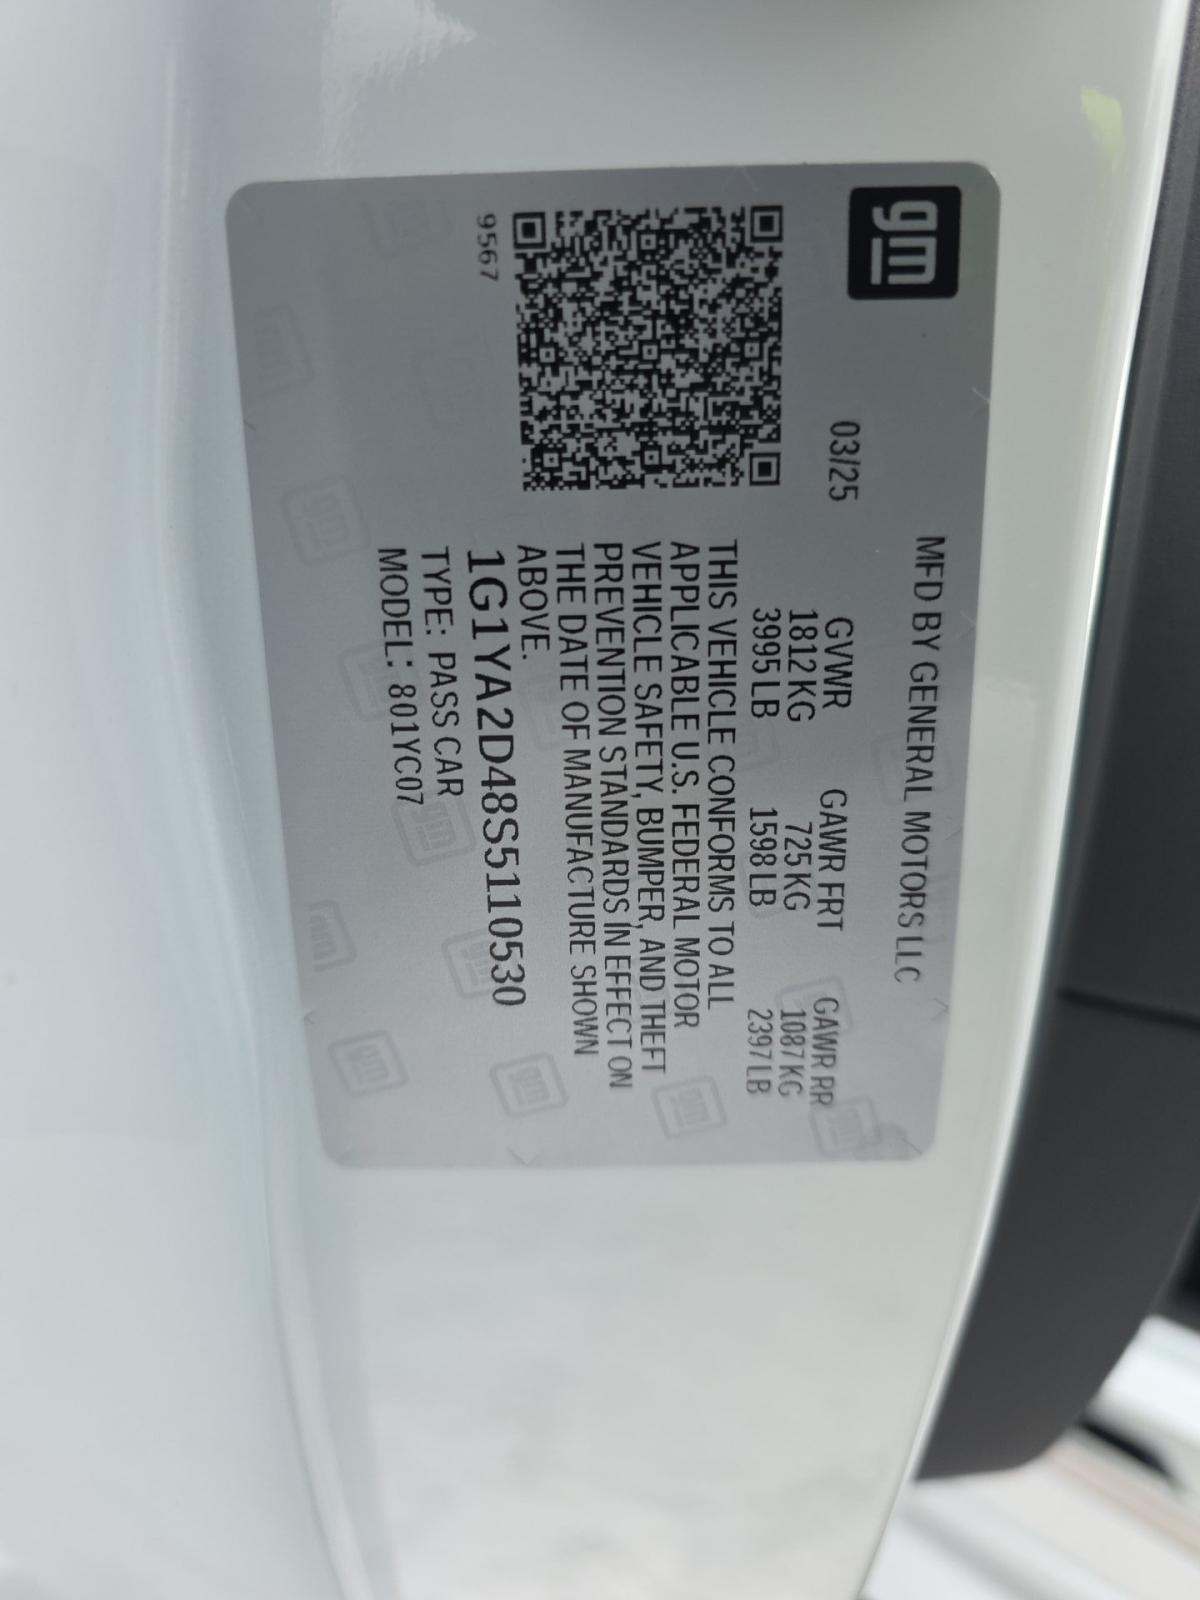 gm
MFD BY GENERAL MOTORS LLC
03/25
GVWR GAWR FRT GAWR RR
1812 KG 725 KG 1087 KG
3995 LB 1598 LB 2397 LB
THIS VEHICLE CONFORMS TO ALL
APPLICABLE U.S. FEDERAL MOTOR
VEHICLE SAFETY, BUMPER, AND THEFT
PREVENTION STANDARDS IN EFFECT ON
THE DATE OF MANUFACTURE SHOWN
ABOVE.
9567
1G1YA2D48S5110530
TYPE: PASS CAR
MODEL: 801YC07